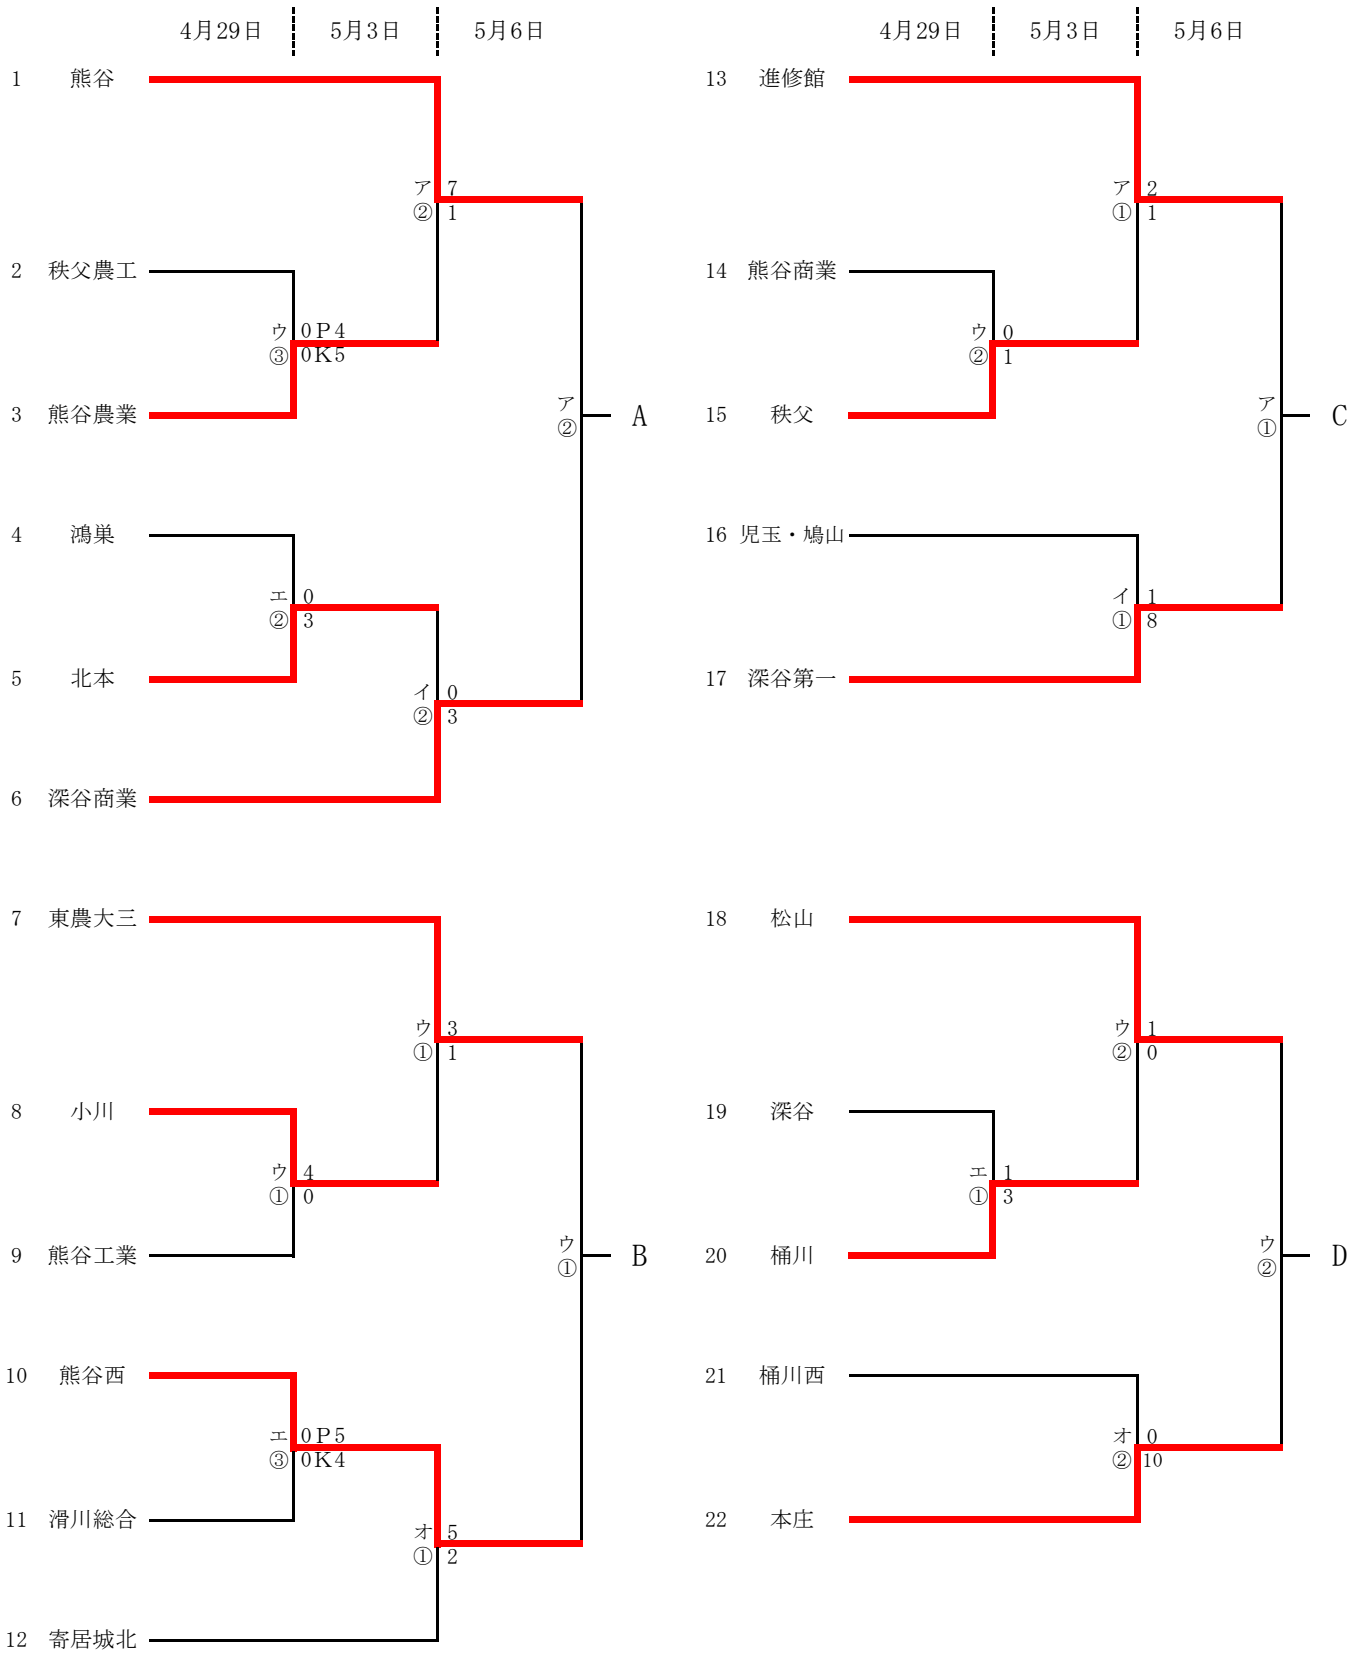 4月29日 5月3日 5月6日
1 熊谷
ア 7
② 1
2 秩父農工
ウ 0P4
③ 0K5
3 熊谷農業
ア
② A
4 鴻巣
エ 0
② 3
5 北本
イ 0
② 3
6 深谷商業
7 東農大三
ウ 3
① 1
8 小川
ウ 4
① 0
9 熊谷工業
ウ
① B
10 熊谷西
エ 0P5
③ 0K4
11 滑川総合
オ 5
① 2
12 寄居城北
4月29日 5月3日 5月6日
13 進修館
ア 2
① 1
14 熊谷商業
ウ 0
② 1
15 秩父
ア
① C
16 児玉・鳩山
イ 1
① 8
17 深谷第一
18 松山
ウ 1
② 0
19 深谷
エ 1
① 3
20 桶川
ウ
② D
21 桶川西
オ 0
② 10
22 本庄